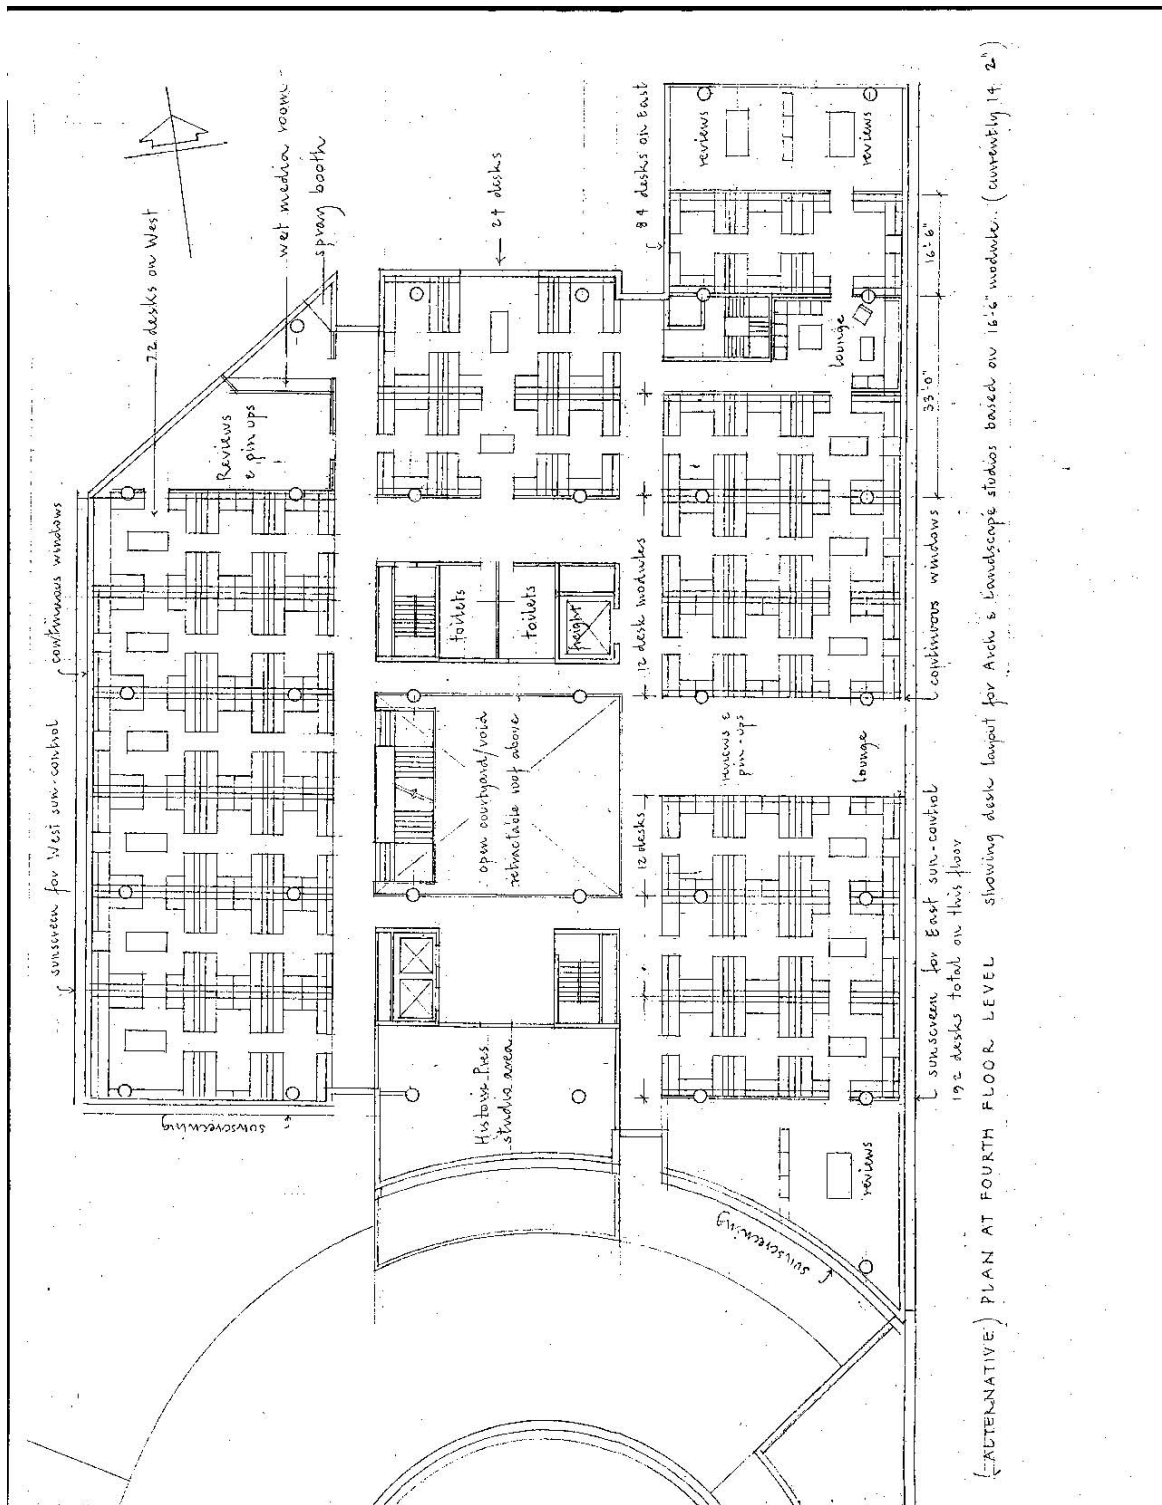 72 desks on West
wet media room
spray booth
24 desks
84 desks on East
reviews
reviews
16'-6"
33'-0"
lounge
Reviews
& pin ups
continuous windows
sunscreen for West sun-control
toilets
toilets
freight
12 desk modules
open courtyard/void
retractable roof above
reviews &
pin-ups
lounge
12 desks
continuous windows
Historic Pres.
studio area
sunscreening
sunscreening
reviews
sunscreen for East sun-control
192 desks total on this floor
(ALTERNATIVE) PLAN AT FOURTH FLOOR LEVEL showing desk layout for Arch & Landscape studios based on 16'-6" module. (currently 14' 2")